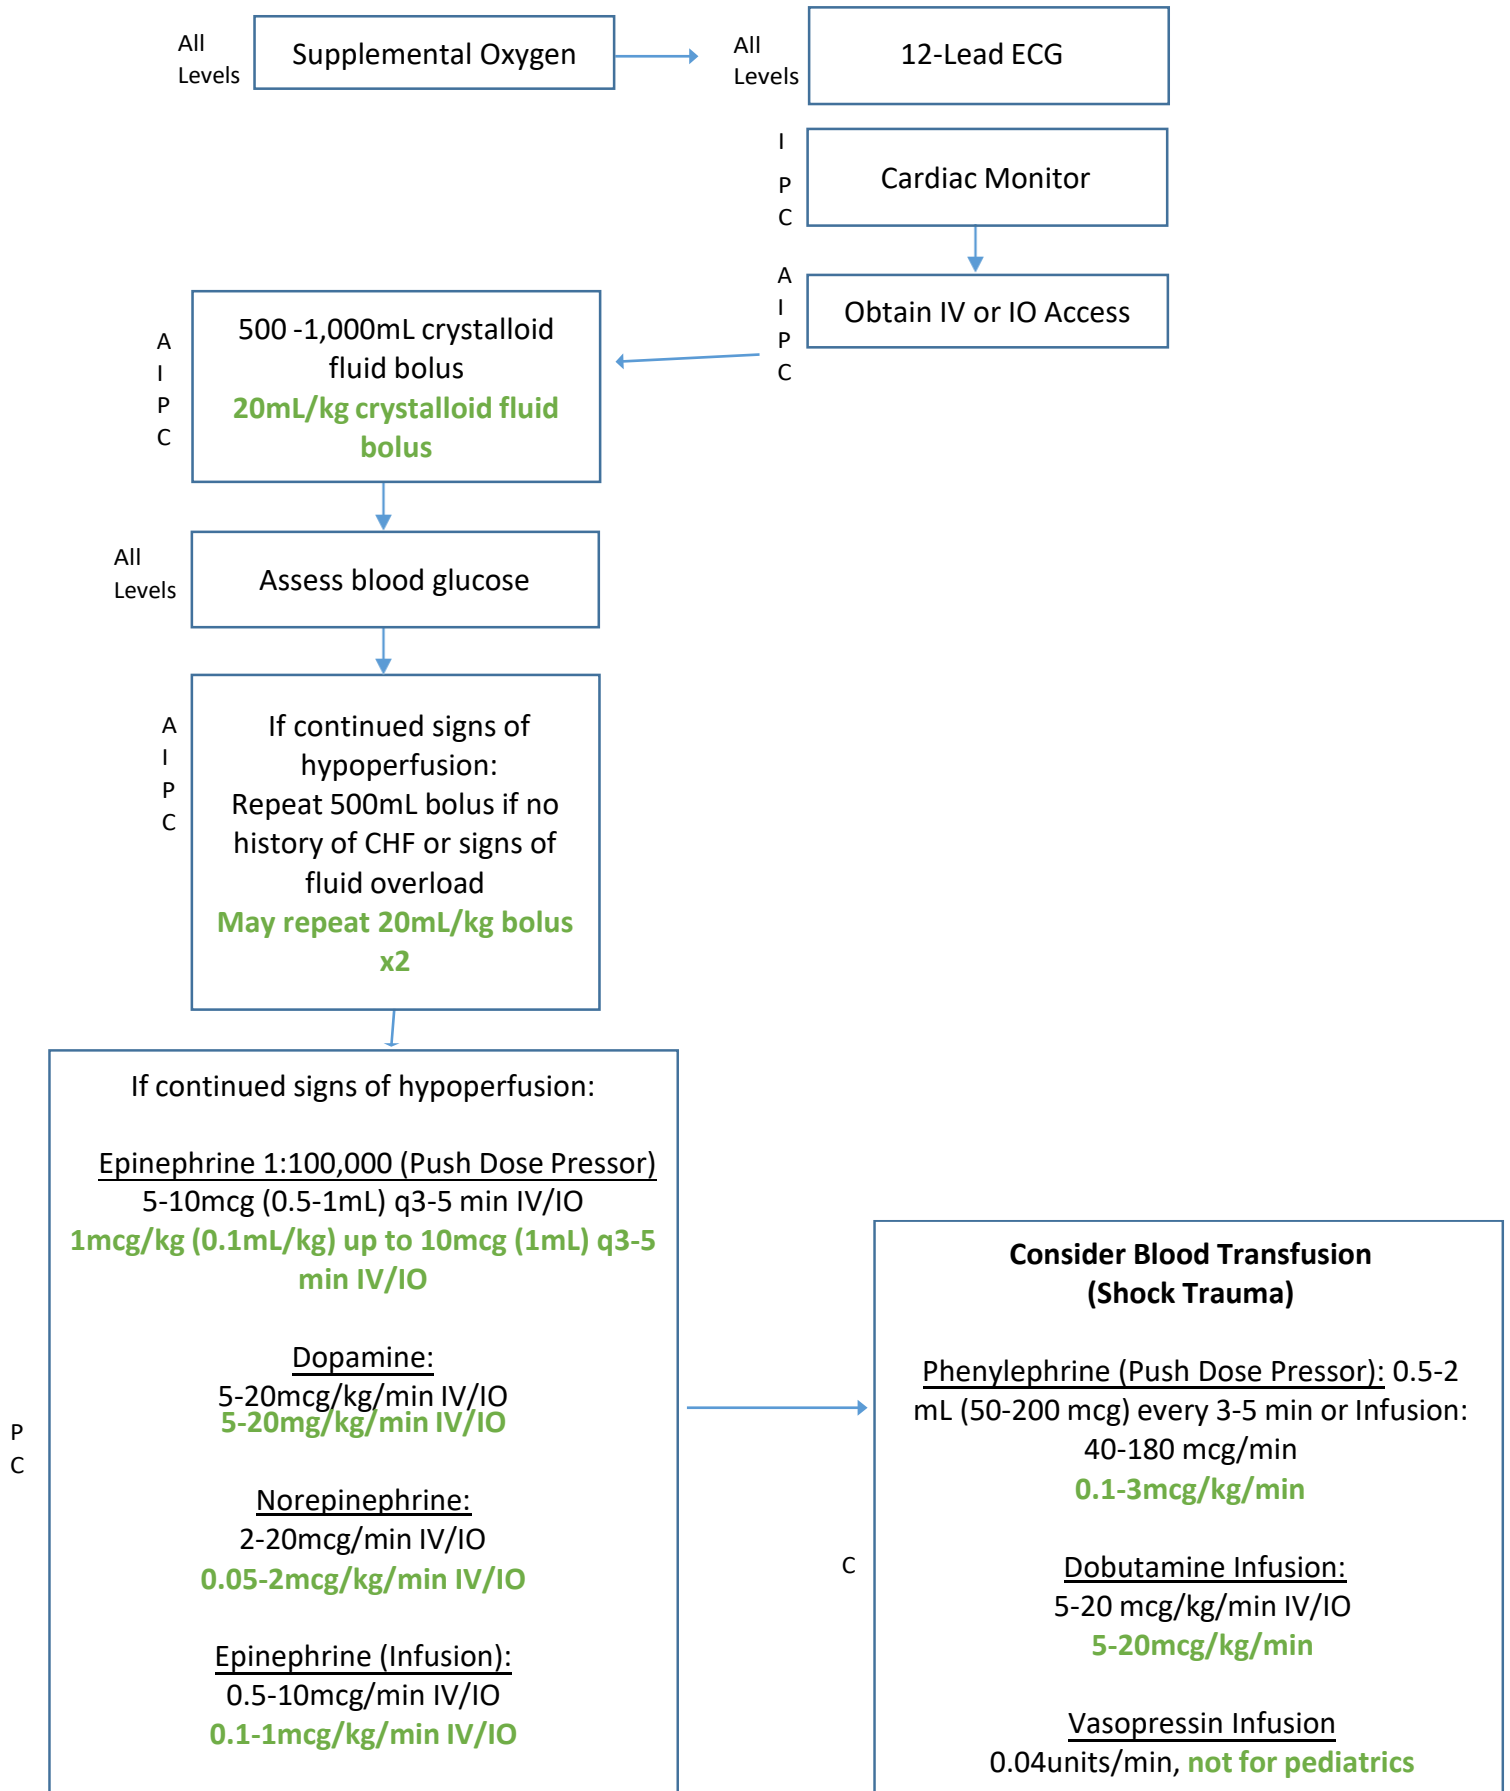 All
Levels
Supplemental Oxygen
All
Levels
12-Lead ECG
I
P
C
Cardiac Monitor
A
I
P
C
Obtain IV or IO Access
A
I
P
C
500 -1,000mL crystalloid
fluid bolus
20mL/kg crystalloid fluid
bolus
All
Levels
Assess blood glucose
A
I
P
C
If continued signs of
hypoperfusion:
Repeat 500mL bolus if no
history of CHF or signs of
fluid overload
May repeat 20mL/kg bolus
x2
P
C
If continued signs of hypoperfusion:
Epinephrine 1:100,000 (Push Dose Pressor)
5-10mcg (0.5-1mL) q3-5 min IV/IO
1mcg/kg (0.1mL/kg) up to 10mcg (1mL) q3-5
min IV/IO
Dopamine:
5-20mcg/kg/min IV/IO
5-20mg/kg/min IV/IO
Norepinephrine:
2-20mcg/min IV/IO
0.05-2mcg/kg/min IV/IO
Epinephrine (Infusion):
0.5-10mcg/min IV/IO
0.1-1mcg/kg/min IV/IO
C
Consider Blood Transfusion
(Shock Trauma)
Phenylephrine (Push Dose Pressor): 0.5-2
mL (50-200 mcg) every 3-5 min or Infusion:
40-180 mcg/min
0.1-3mcg/kg/min
Dobutamine Infusion:
5-20 mcg/kg/min IV/IO
5-20mcg/kg/min
Vasopressin Infusion
0.04units/min, not for pediatrics